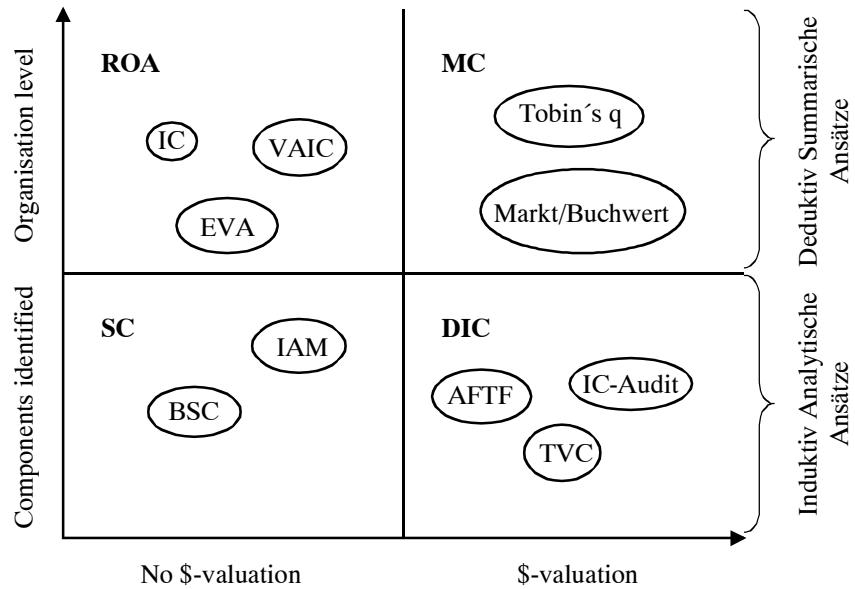 Organisation level
ROA
IC
VAIC
EVA
MC
Tobin´s q
Markt/Buchwert
Deduktiv Summarische
Ansätze
Components identified
SC
IAM
BSC
DIC
AFTF
IC-Audit
TVC
Induktiv Analytische
Ansätze
No $-valuation
$-valuation